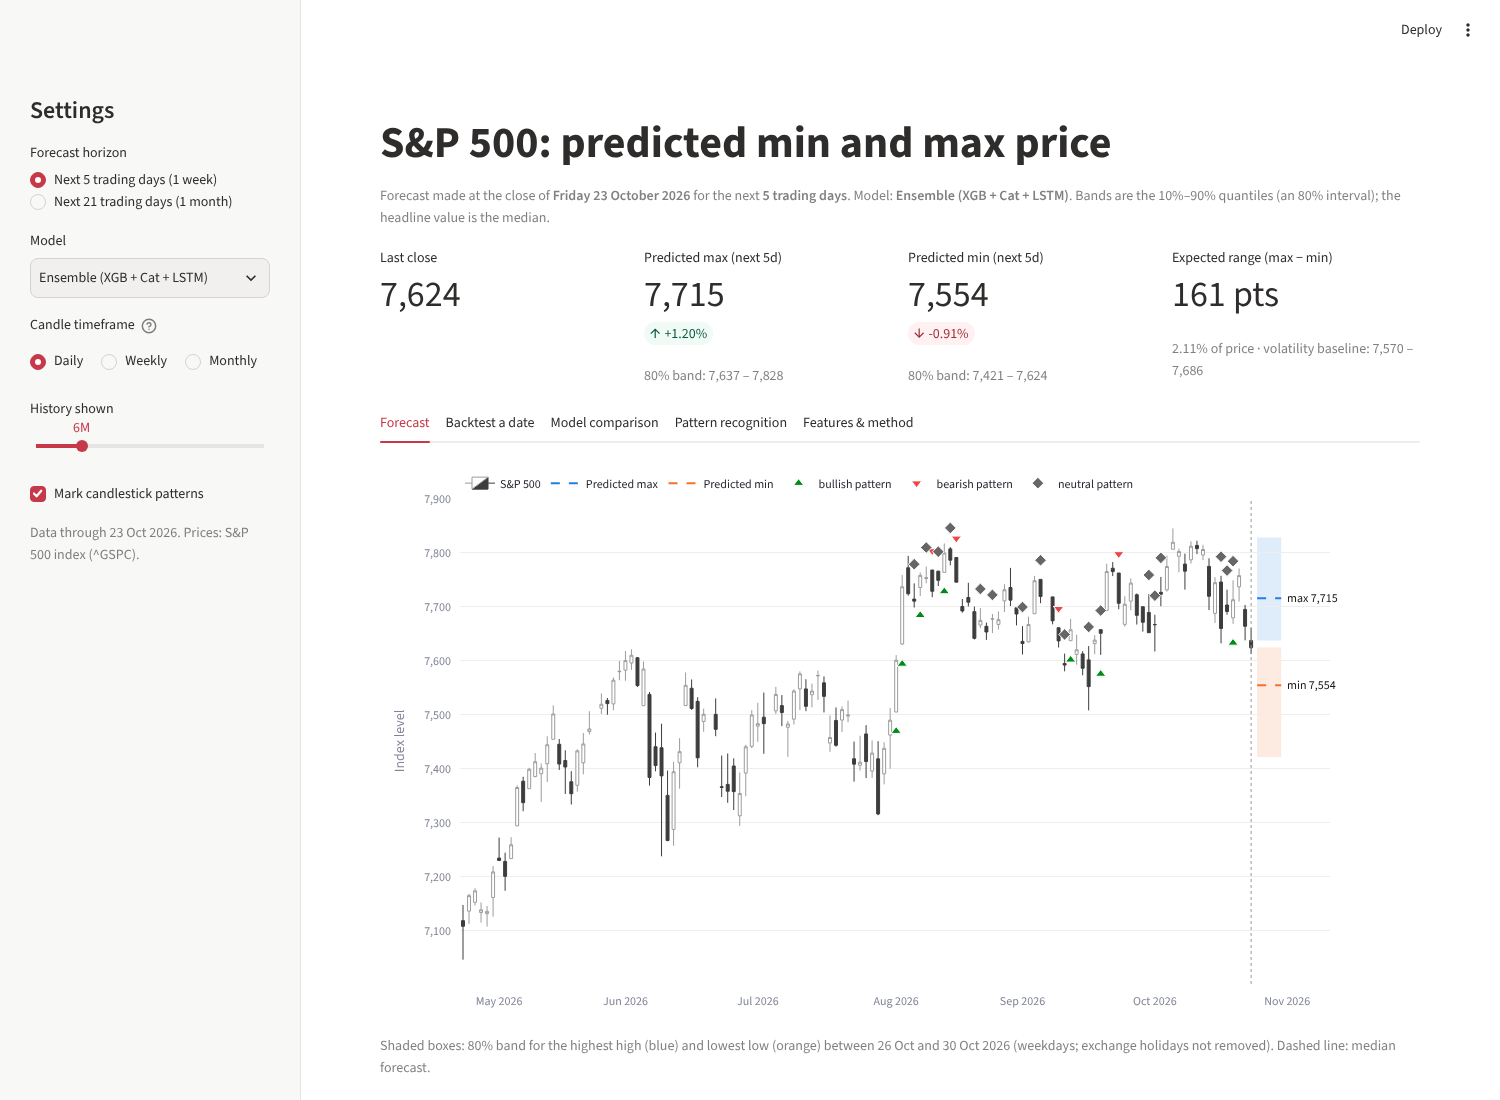 Deploy
Settings
Forecast horizon
Next 5 trading days (1 week)
Next 21 trading days (1 month)
Model
Ensemble (XGB + Cat + LSTM)
Candle timeframe
Daily
Weekly
Monthly
History shown
6M
Mark candlestick patterns
Data through 23 Oct 2026. Prices: S&P
500 index (^GSPC).
S&P 500: predicted min and max price
Forecast made at the close of Friday 23 October 2026 for the next 5 trading days. Model: Ensemble (XGB + Cat + LSTM). Bands are the 10%–90% quantiles (an 80% interval); the
headline value is the median.
Last close
7,624
Predicted max (next 5d)
7,715
↑ +1.20%
80% band: 7,637 – 7,828
Predicted min (next 5d)
7,554
↓ -0.91%
80% band: 7,421 – 7,624
Expected range (max − min)
161 pts
2.11% of price · volatility baseline: 7,570 –
7,686
Forecast Backtest a date Model comparison Pattern recognition Features & method
S&P 500 Predicted max Predicted min bullish pattern bearish pattern neutral pattern
7,900
7,800
7,700
7,600
7,500
7,400
7,300
7,200
7,100
Index level
max 7,715
min 7,554
May 2026 Jun 2026 Jul 2026 Aug 2026 Sep 2026 Oct 2026 Nov 2026
Shaded boxes: 80% band for the highest high (blue) and lowest low (orange) between 26 Oct and 30 Oct 2026 (weekdays; exchange holidays not removed). Dashed line: median
forecast.